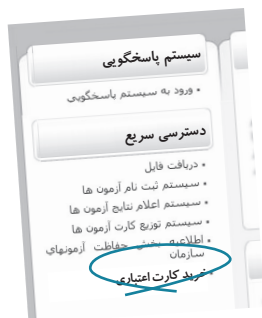 سیستم پاسخگویی
• ورود به سیستم پاسخگویی
دسترسی سریع
• دریافت فایل
• سیستم ثبت نام آزمون ها
• سیستم اعلام نتایج آزمون ها
• سیستم توزیع کارت آزمون ها
• اطلاعیه بخش حفاظت آزمونهای
سازمان
• خرید کارت اعتباری